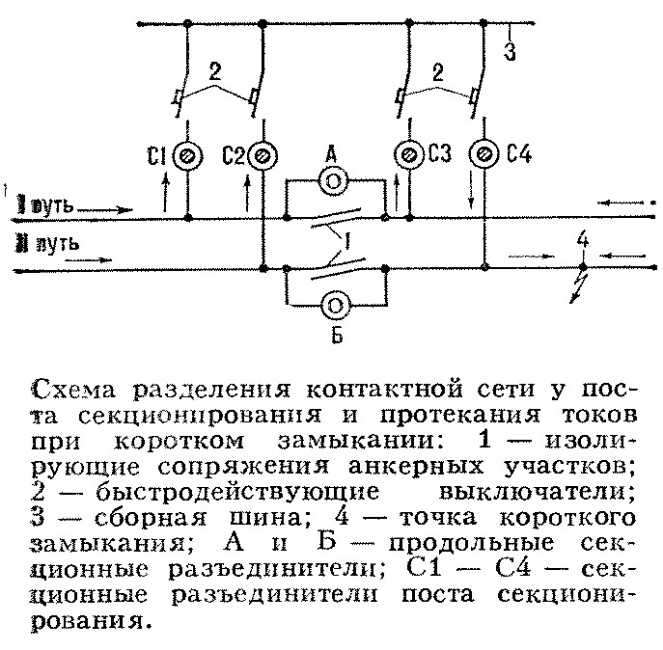 3
2
2
С1
С2
А
С3
С4
I путь
II путь
1
4
Б
Схема разделения контактной сети у пос-
та секционирования и протекания токов
при коротком замыкании: 1 — изоли-
рующие сопряжения анкерных участков;
2 — быстродействующие выключатели;
3 — сборная шина; 4 — точка короткого
замыкания; А и Б — продольные сек-
ционные разъединители; С1 — С4 — сек-
ционные разъединители поста секциони-
рования.